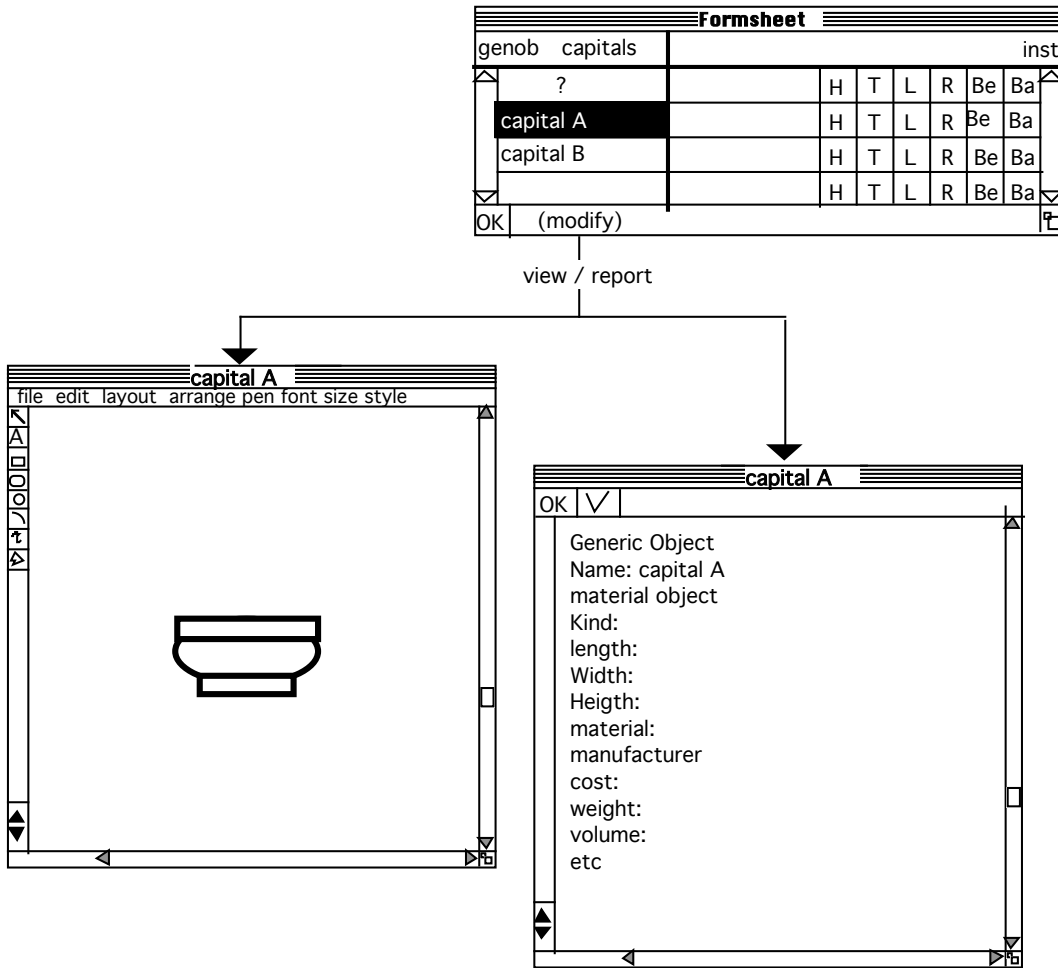 Formsheet
genob capitals inst
? H T L R Be Ba
capital A H T L R Be Ba
capital B H T L R Be Ba
H T L R Be Ba
OK (modify)
view / report
capital A
file edit layout arrange pen font size style
A
capital A
OK
Generic Object
Name: capital A
material object
Kind:
length:
Width:
Heigth:
material:
manufacturer
cost:
weight:
volume:
etc